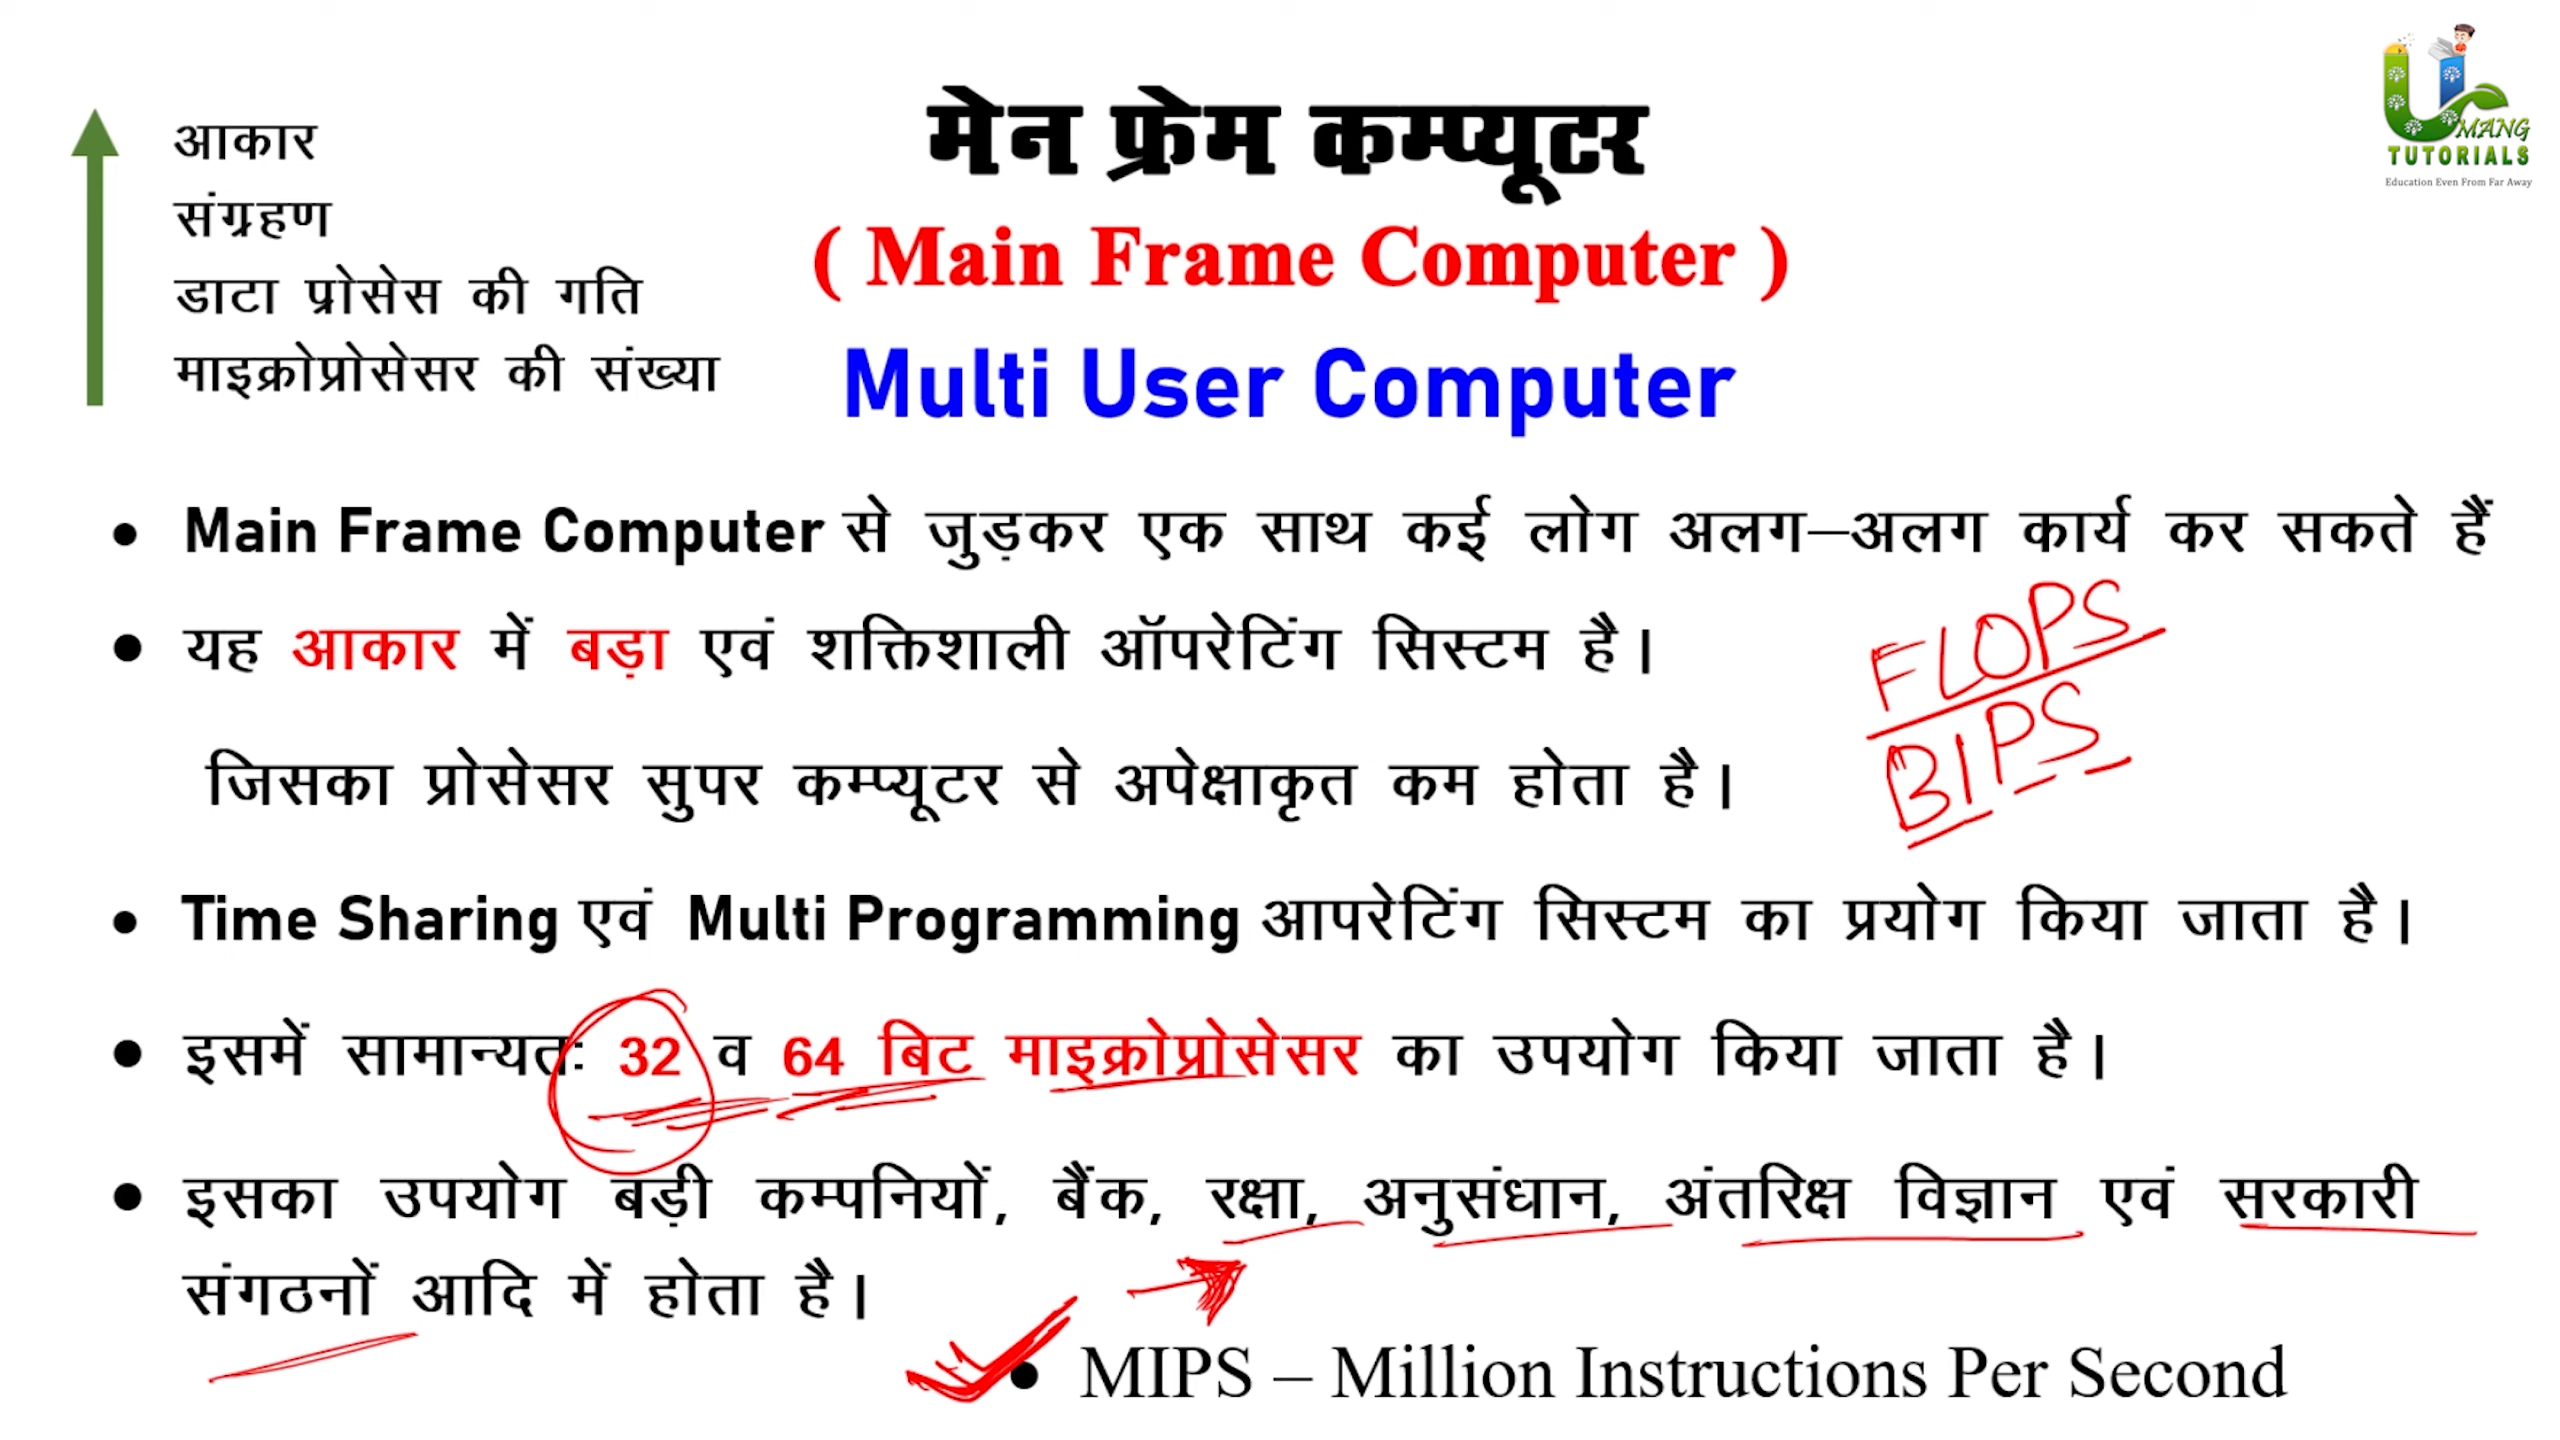 आकार
संग्रहण
डाटा प्रोसेस की गति
माइक्रोप्रोसेसर की संख्या
मेन फ्रेम कम्प्यूटर
( Main Frame Computer )
Multi User Computer
UMANG
TUTORIALS
Education Even From Far Away
• Main Frame Computer से जुड़कर एक साथ कई लोग अलग–अलग कार्य कर सकते हैं
• यह आकार में बड़ा एवं शक्तिशाली ऑपरेटिंग सिस्टम है।
जिसका प्रोसेसर सुपर कम्प्यूटर से अपेक्षाकृत कम होता है।
FLOPS
BIPS
• Time Sharing एवं Multi Programming आपरेटिंग सिस्टम का प्रयोग किया जाता है।
• इसमें सामान्यतः 32 व 64 बिट माइक्रोप्रोसेसर का उपयोग किया जाता है।
• इसका उपयोग बड़ी कम्पनियों, बैंक, रक्षा, अनुसंधान, अंतरिक्ष विज्ञान एवं सरकारी
संगठनों आदि में होता है।
• MIPS – Million Instructions Per Second